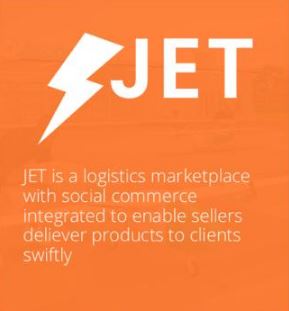 JET
JET is a logistics marketplace
with social commerce
integrated to enable sellers
deliever products to clients
swiftly